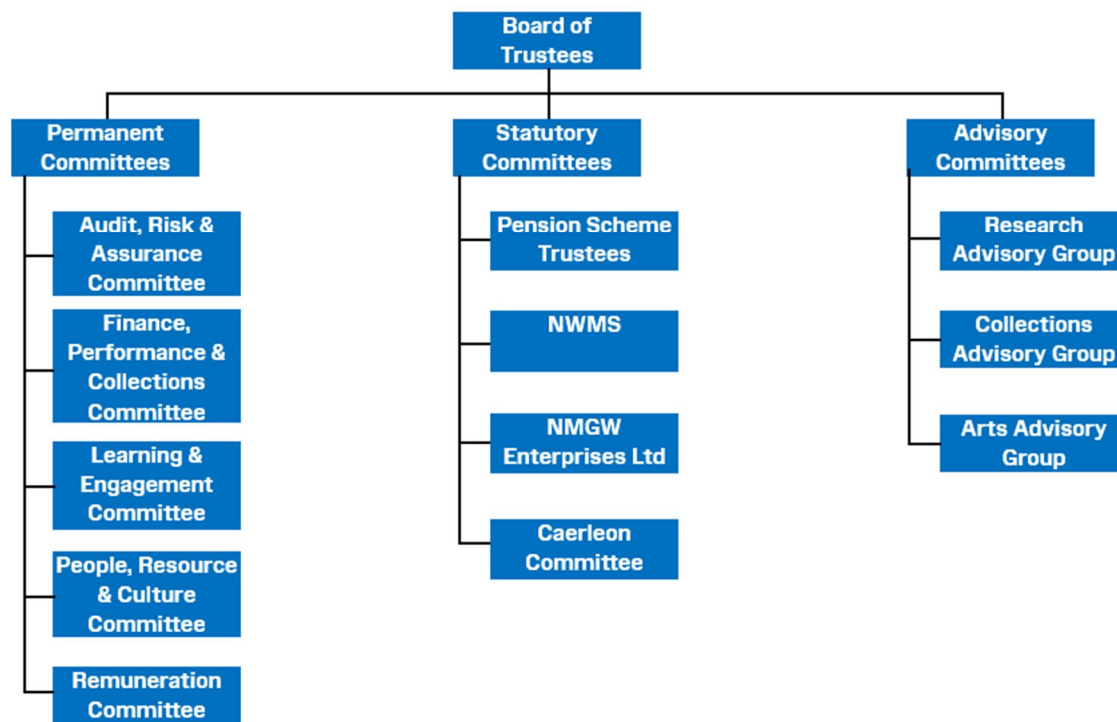 Board of
Trustees
Permanent
Committees
Audit, Risk &
Assurance
Committee
Finance,
Performance &
Collections
Committee
Learning &
Engagement
Committee
People, Resource
& Culture
Committee
Remuneration
Committee
Statutory
Committees
Pension Scheme
Trustees
NWMS
NMGW
Enterprises Ltd
Caerleon
Committee
Advisory
Committees
Research
Advisory Group
Collections
Advisory Group
Arts Advisory
Group